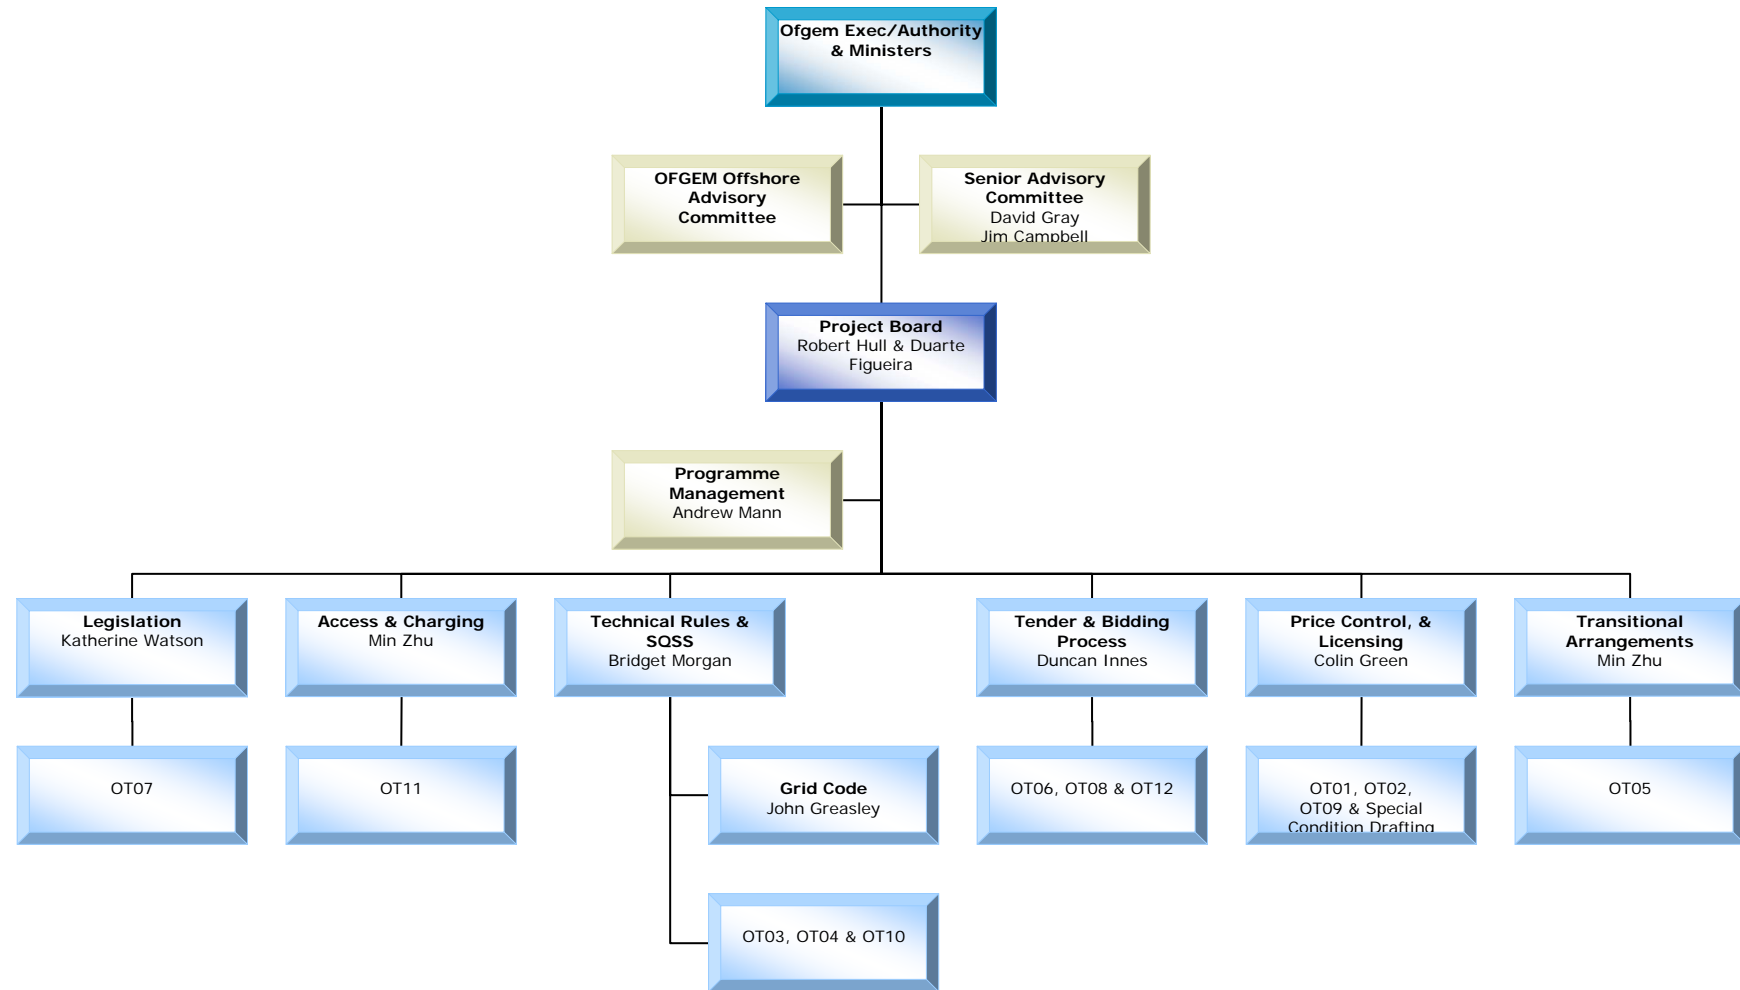 Ofgem Exec/Authority
& Ministers
OFGEM Offshore
Advisory
Committee
Senior Advisory
Committee
David Gray
Jim Campbell
Project Board
Robert Hull & Duarte
Figueira
Programme
Management
Andrew Mann
Legislation
Katherine Watson
Access & Charging
Min Zhu
Technical Rules &
SQSS
Bridget Morgan
Tender & Bidding
Process
Duncan Innes
Price Control, &
Licensing
Colin Green
Transitional
Arrangements
Min Zhu
OT07
OT11
Grid Code
John Greasley
OT06, OT08 & OT12
OT01, OT02,
OT09 & Special
Condition Drafting
OT05
OT03, OT04 & OT10